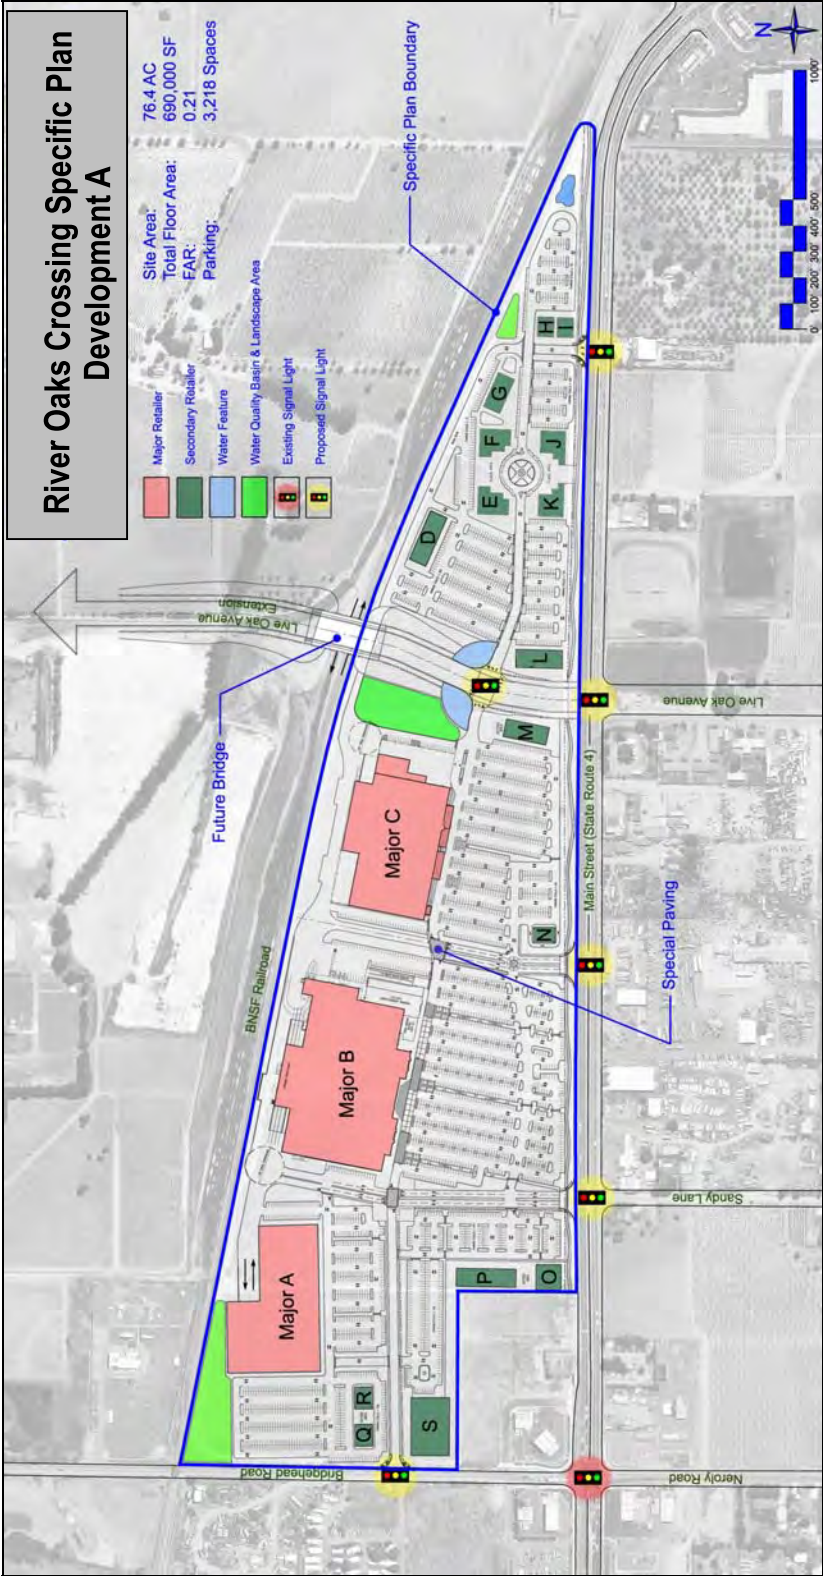 River Oaks Crossing Specific Plan
Development A
Site Area: 76.4 AC
Total Floor Area: 690,000 SF
FAR: 0.21
Parking: 3,218 Spaces
Major Retailer
Secondary Retailer
Water Feature
Water Quality Basin & Landscape Area
Existing Signal Light
Proposed Signal Light
N
0' 100' 200' 300' 400' 500' 1000'
Specific Plan Boundary
Future Bridge
Special Paving
Live Oak Avenue
Extension
BNSF Railroad
Major A
Major B
Major C
D
E
F
G
H
I
J
K
L
M
N
O
P
Q
R
S
Main Street (State Route 4)
Live Oak Avenue
Sandy Lane
Neroly Road
Bridgehead Road